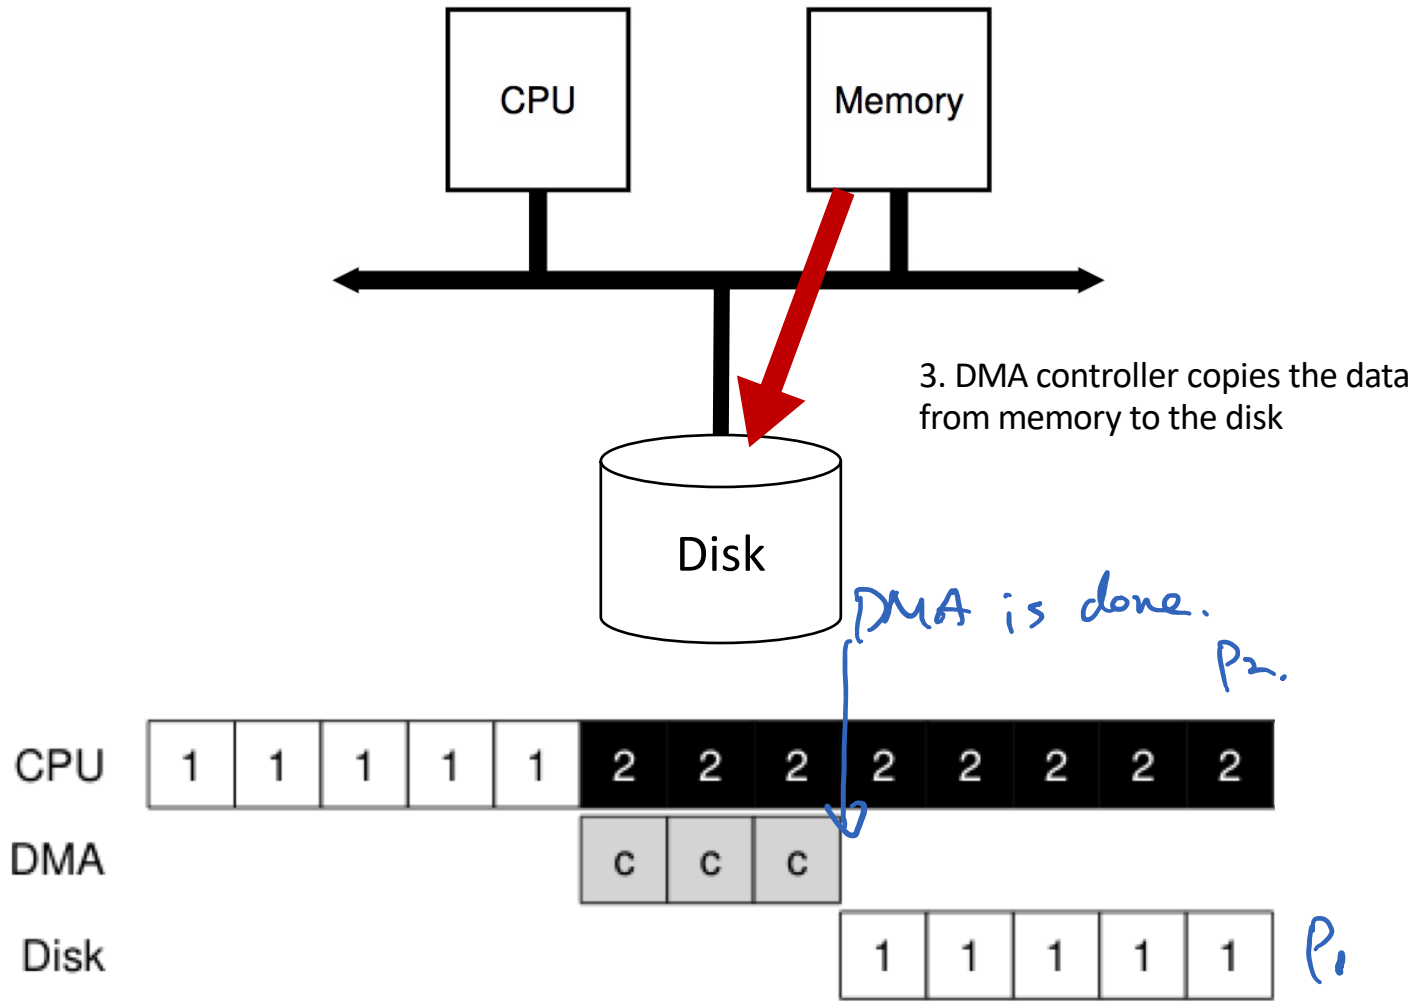 CPU
Memory
3. DMA controller copies the data
from memory to the disk
Disk
DMA is done.
P2.
CPU 1 1 1 1 1 2 2 2 2 2 2 2 2
DMA c c c
Disk 1 1 1 1 1 P1